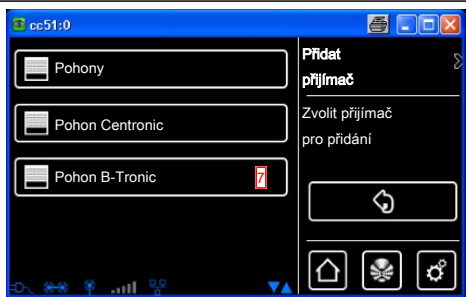 cc51:0
Pohony
Pohon Centronic
Pohon B-Tronic
7
Přidat
přijímač
Zvolit přijímač
pro přidání